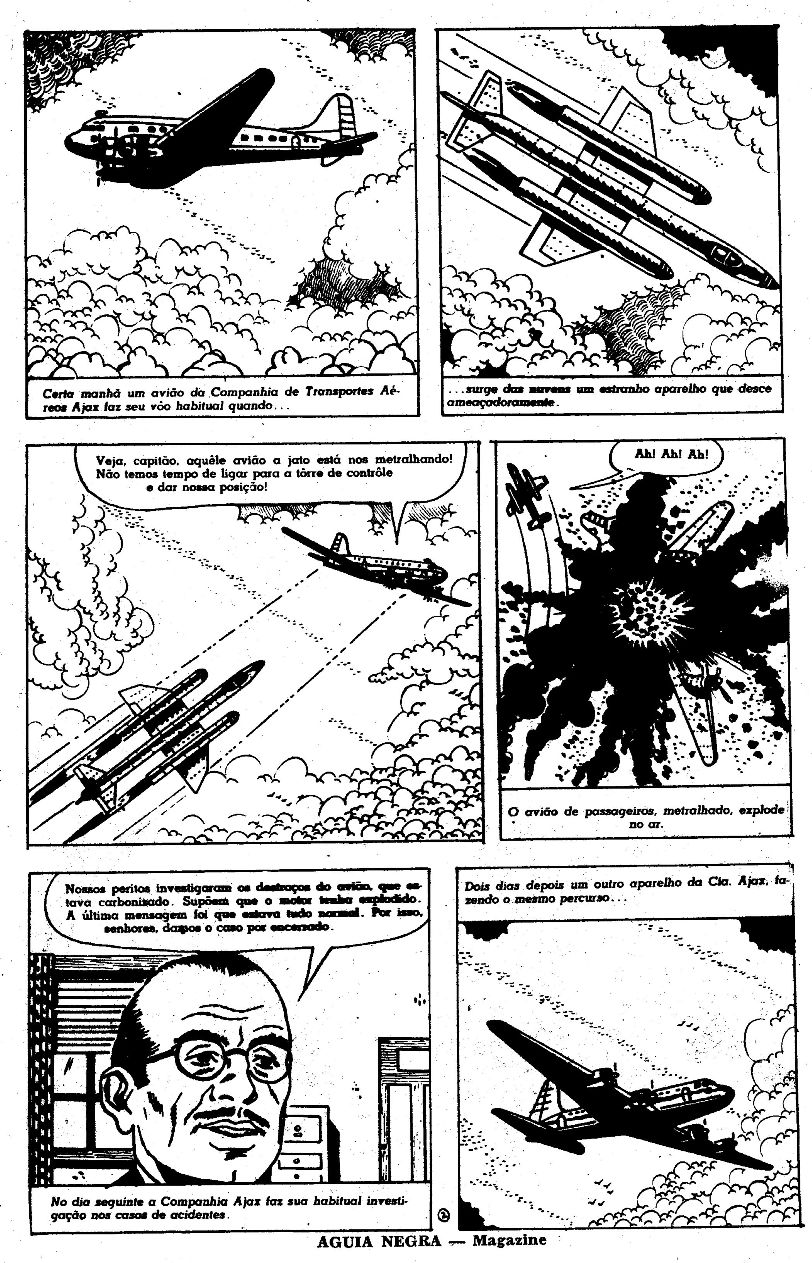 Certa manhã um avião da Companhia de Transportes Aé-
reos Ajax faz seu vôo habitual quando...
...surge das nuvens um estranho aparelho que desce
ameaçadoramente.
Veja, capitão, aquêle avião a jato está nos metralhando!
Não temos tempo de ligar para a tôrre de contrôle
e dar nossa posição!
Ah! Ah! Ah!
O avião de passageiros, metralhado, explode
no ar.
Nossos peritos investigaram os destroços do avião, que es-
tava carbonizado. Supõem que o motor tenha explodido.
A última mensagem foi que estava tudo normal. Por isso,
senhores, damos o caso por encerrado.
No dia seguinte a Companhia Ajax faz sua habitual investi-
gação nos casos de acidentes.
Dois dias depois um outro aparelho da Cia. Ajax, fa-
zendo o mesmo percurso...
2
AGUIA NEGRA — Magazine